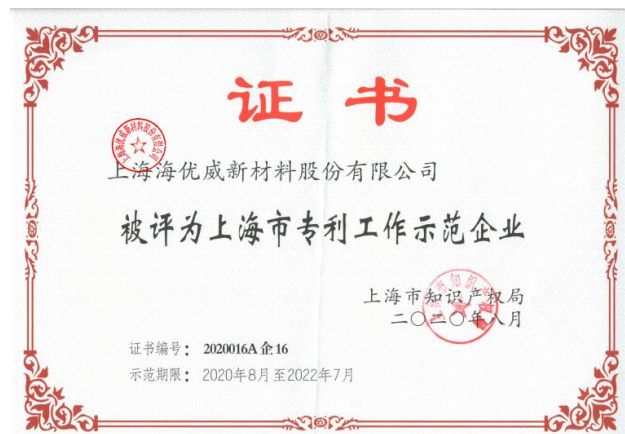 证书
上海海优威新材料股份有限公司
被评为上海市专利工作示范企业
上海市知识产权局
二〇二〇年八月
证书编号：2020016A企16
示范期限：2020年8月至2022年7月